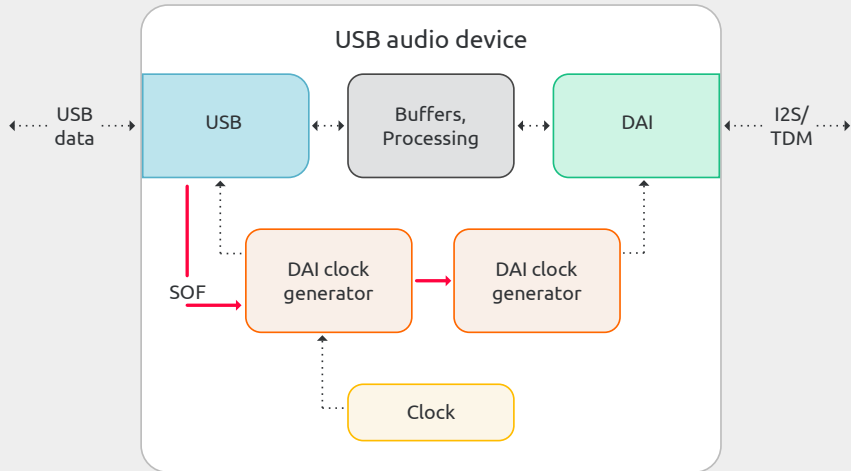 USB audio device
USB
data
USB
Buffers,
Processing
DAI
I2S/
TDM
SOF
DAI clock
generator
DAI clock
generator
Clock